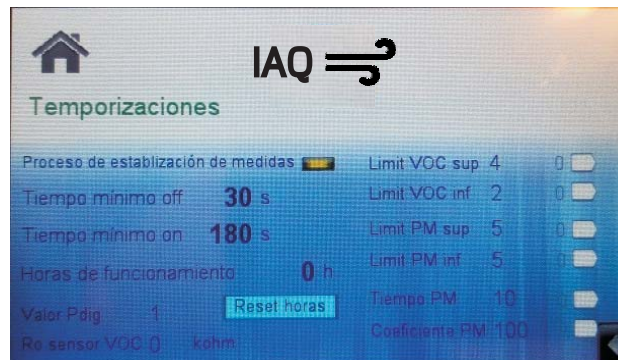 IAQ
Temporizaciones
Proceso de establización de medidas
Tiempo mínimo off 30 s
Tiempo mínimo on 180 s
Horas de funcionamiento 0 h
Reset horas
Valor Pdig 1
Ro sensor VOC 0 kohm
Limit VOC sup 4 0
Limit VOC inf 2 0
Limit PM sup 5 0
Limit PM inf 5 0
Tiempo PM 10
Coeficiente PM 100